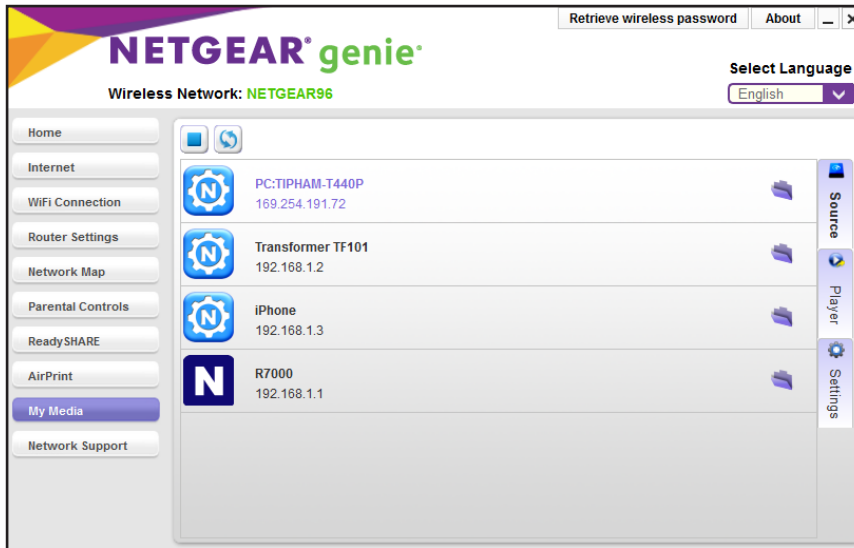 Retrieve wireless password About
NETGEAR® genie®
Select Language
Wireless Network: NETGEAR96
English
Home
Internet
WiFi Connection
Router Settings
Network Map
Parental Controls
ReadySHARE
AirPrint
My Media
Network Support
N
PC:TIPHAM-T440P
169.254.191.72
N
Transformer TF101
192.168.1.2
N
iPhone
192.168.1.3
N
R7000
192.168.1.1
Source
Player
Settings